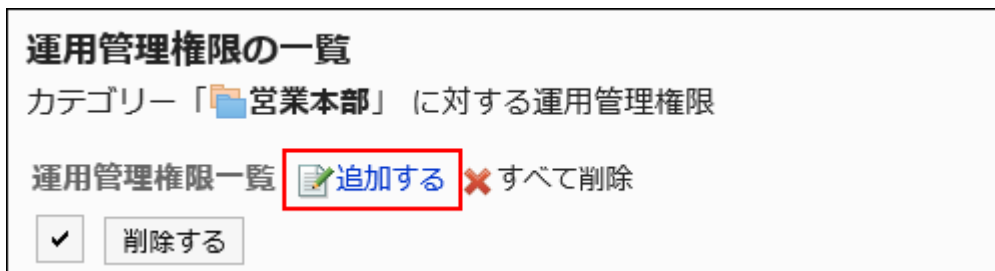 運用管理権限の一覧
カテゴリー「営業本部」 に対する運用管理権限
運用管理権限一覧 追加する すべて削除
削除する